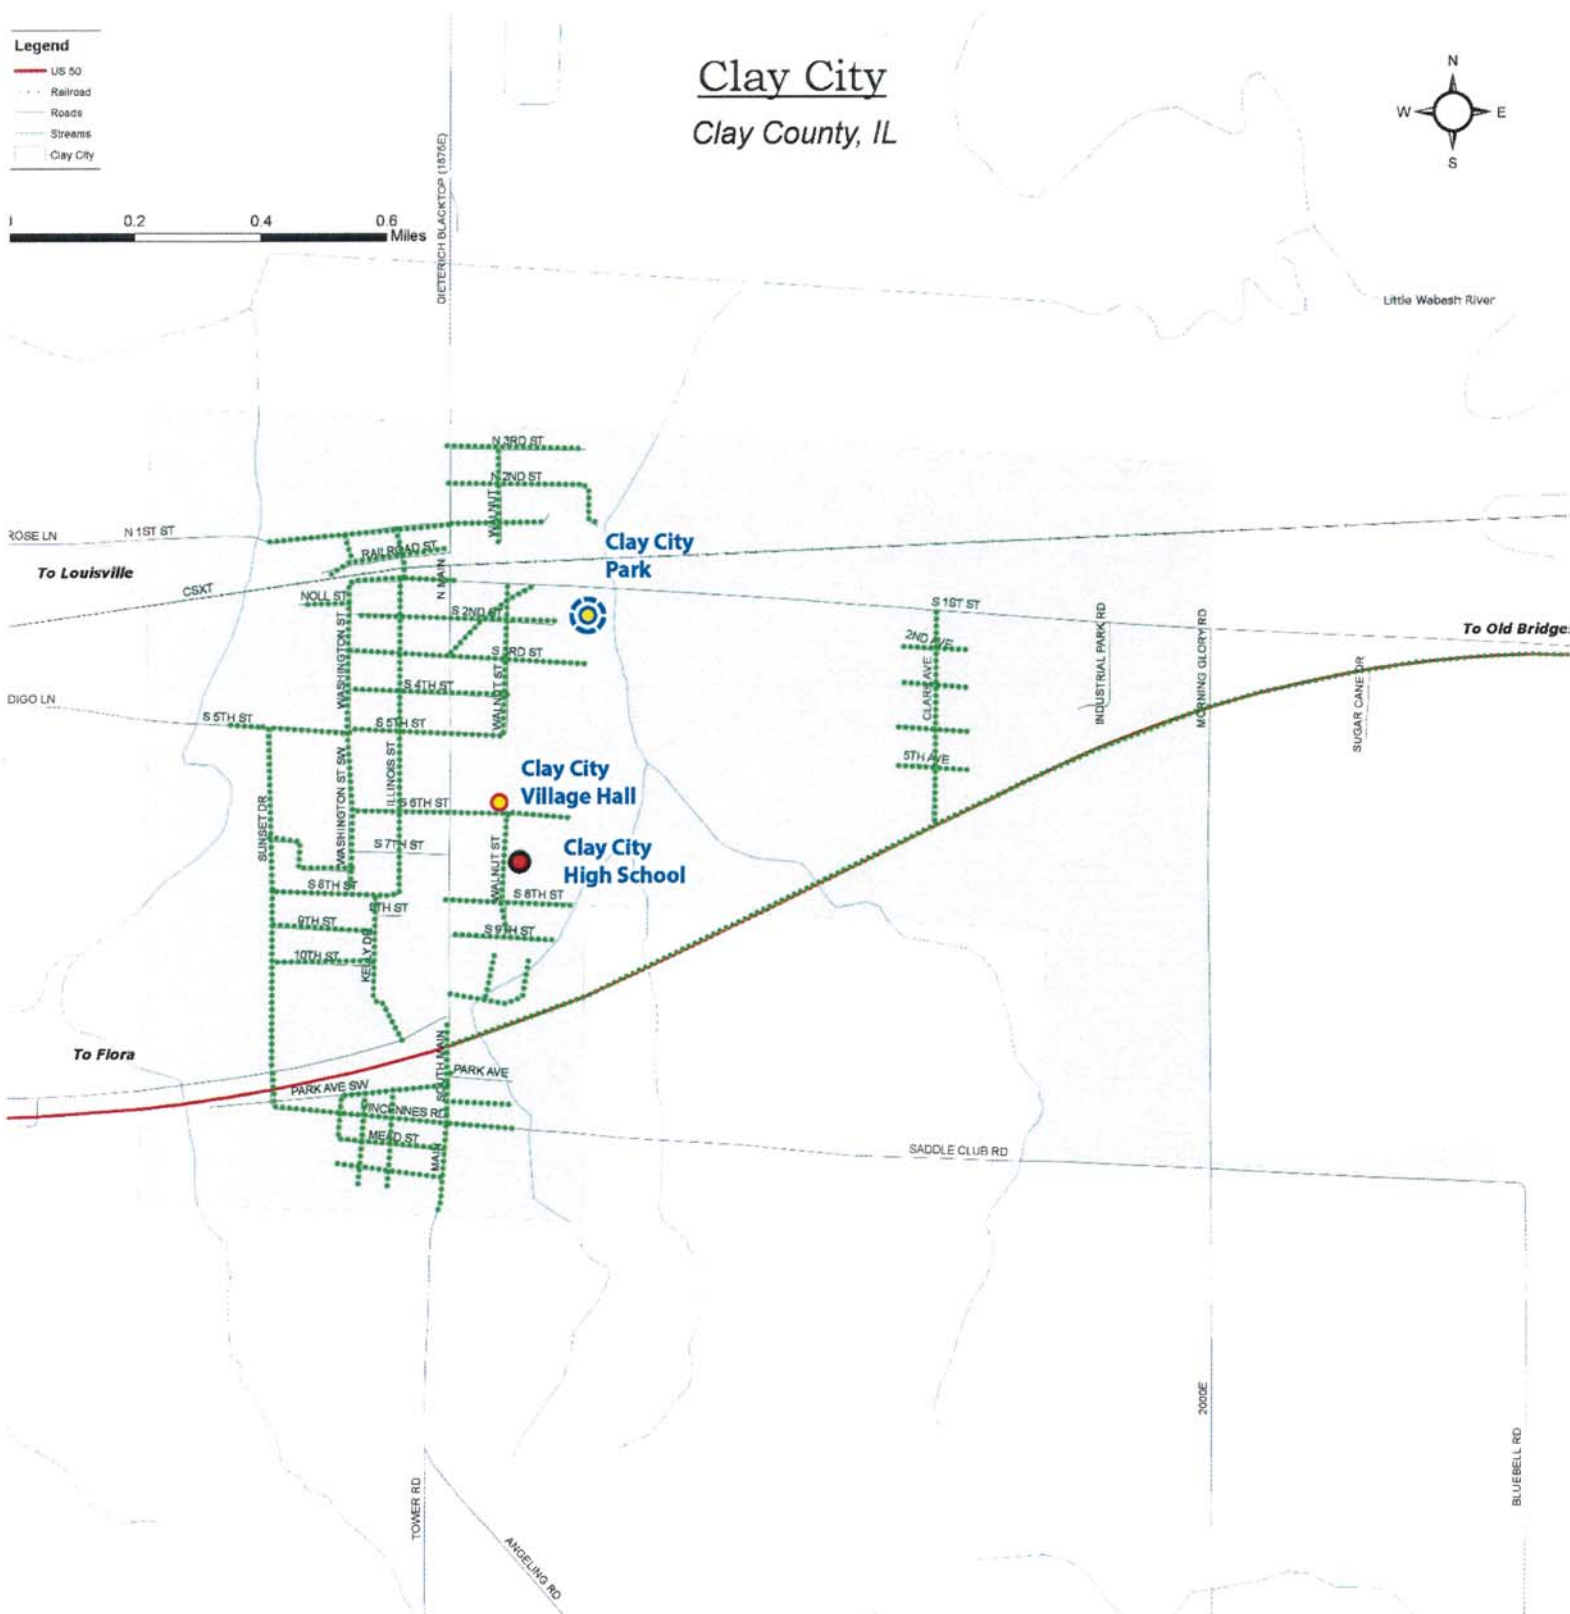 Legend
US 50
Railroad
Roads
Streams
Clay City
Clay City
Clay County, IL
N
W
E
S
0.2
0.4
0.6
Miles
DIETERICH BLACKTOP (1875E)
Little Wabash River
N 3RD ST
N 2ND ST
WALNUT
ROSE LN
N 1ST ST
RAILROAD ST
Clay City
Park
To Louisville
CSXT
N MAIN
NOLL ST
S 2ND ST
S 1ST ST
INDUSTRIAL PARK RD
MORNING GLORY RD
To Old Bridge
WASHINGTON ST
2ND AVE
S 3RD ST
S 4TH ST
WALNUT ST
CLARK AVE
SUGAR CANE DR
DIGO LN
S 5TH ST
S 5TH ST
5TH AVE
WASHINGTON ST SW
ILLINOIS ST
Clay City
Village Hall
S 6TH ST
SUNSET DR
S 7TH ST
WALNUT ST
Clay City
High School
S 8TH ST
S 8TH ST
9TH ST
S 9TH ST
10TH ST
KELLY DR
To Flora
SOUTH MAIN
PARK AVE
PARK AVE SW
VINCENNES RD
MEAD ST
MAIN
SADDLE CLUB RD
2000E
BLUEBELL RD
TOWER RD
ANGELING RD